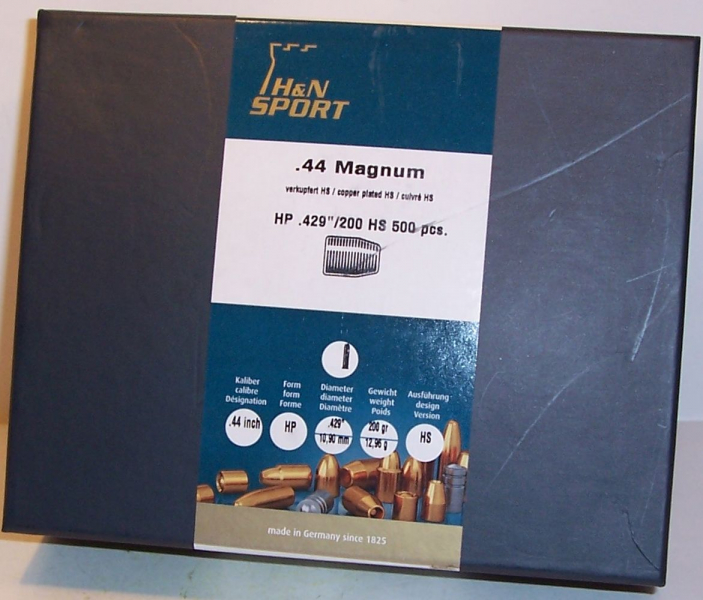 H&N
SPORT
.44 Magnum
verkupfert HS / copper plated HS / cuivré HS
HP .429"/200 HS 500 pcs.
Kaliber
calibre
Désignation
.44 inch
Form
form
Forme
HP
Diameter
diameter
Diamètre
.429"
10,90 mm
Gewicht
weight
Poids
200 gr
12,96 g
Ausführung
design
Version
HS
made in Germany since 1825